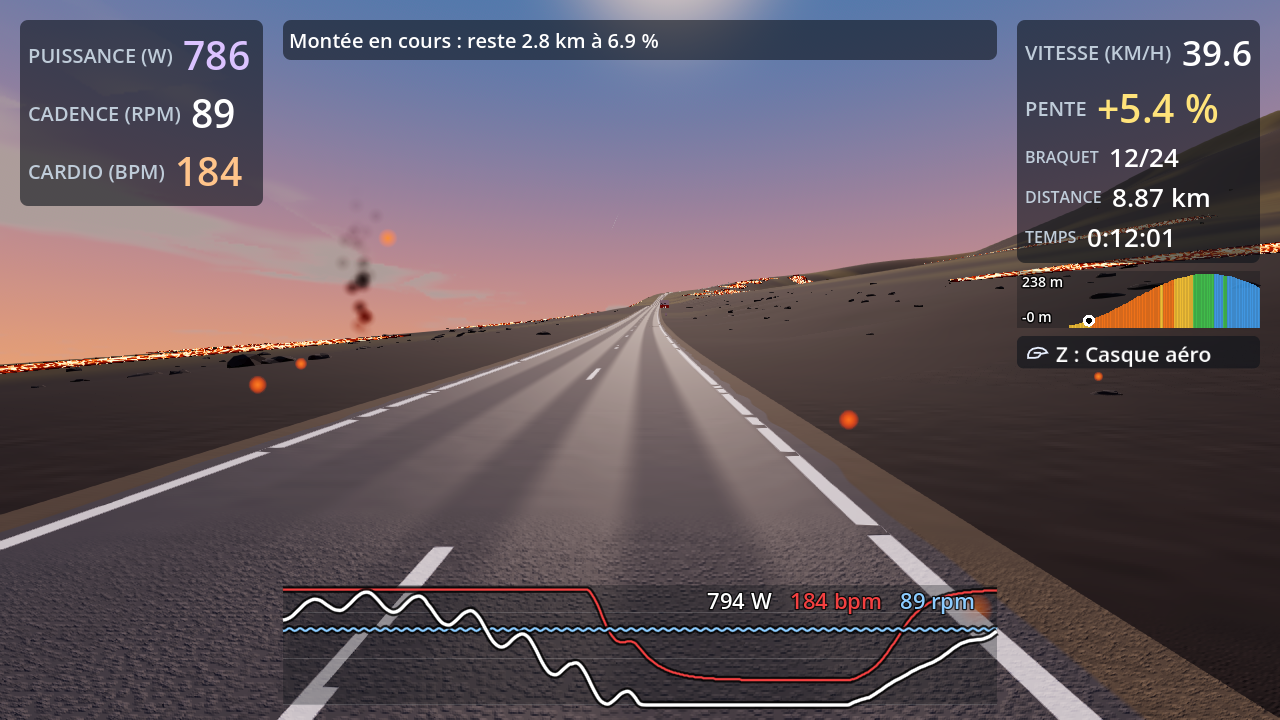 PUISSANCE (W) 786
CADENCE (RPM) 89
CARDIO (BPM) 184
Montée en cours : reste 2.8 km à 6.9 %
VITESSE (KM/H) 39.6
PENTE +5.4 %
BRAQUET 12/24
DISTANCE 8.87 km
TEMPS 0:12:01
238 m
-0 m
Z : Casque aéro
794 W 184 bpm 89 rpm